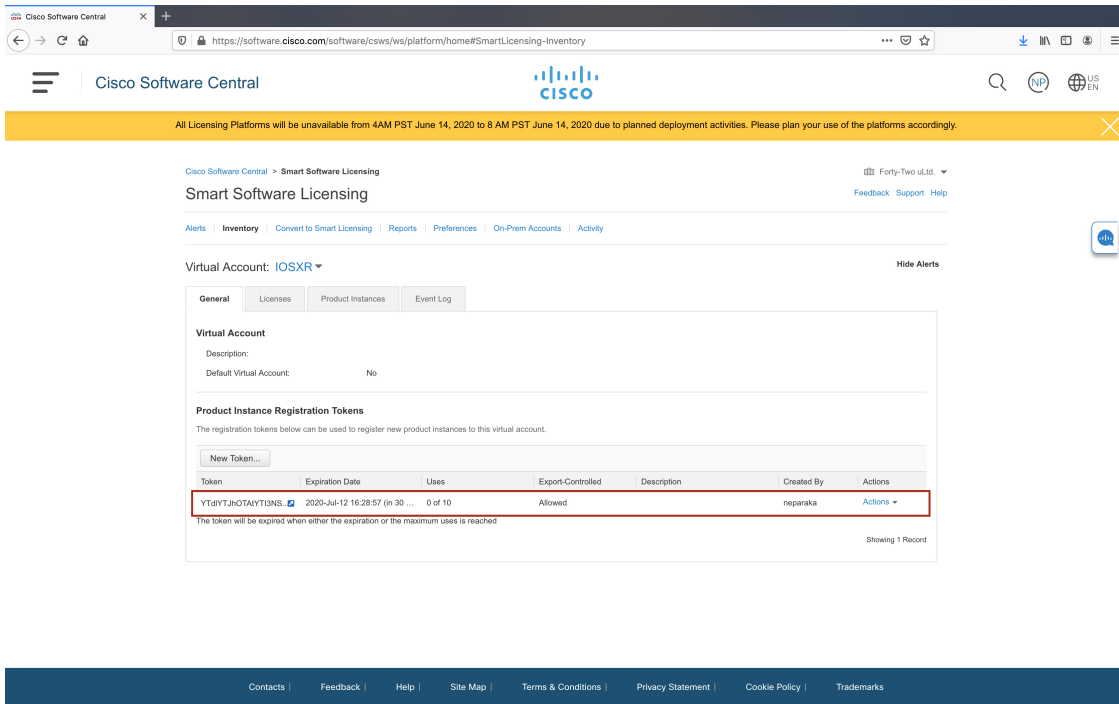 Cisco Software Central
https://software.cisco.com/software/csws/ws/platform/home#SmartLicensing-Inventory
Cisco Software Central
CISCO
NP
US
EN
All Licensing Platforms will be unavailable from 4AM PST June 14, 2020 to 8 AM PST June 14, 2020 due to planned deployment activities. Please plan your use of the platforms accordingly.
Cisco Software Central > Smart Software Licensing
Forty-Two uLtd.
Smart Software Licensing
Feedback Support Help
Alerts | Inventory | Convert to Smart Licensing | Reports | Preferences | On-Prem Accounts | Activity
Virtual Account: IOSXR
Hide Alerts
General Licenses Product Instances Event Log
Virtual Account
Description:
Default Virtual Account: No
Product Instance Registration Tokens
The registration tokens below can be used to register new product instances to this virtual account.
New Token...
Token Expiration Date Uses Export-Controlled Description Created By Actions
YTdlYTJhOTAtYTI3NS.. 2020-Jul-12 16:28:57 (in 30 ... 0 of 10 Allowed neparaka Actions
The token will be expired when either the expiration or the maximum uses is reached
Showing 1 Record
Contacts | Feedback | Help | Site Map | Terms & Conditions | Privacy Statement | Cookie Policy | Trademarks